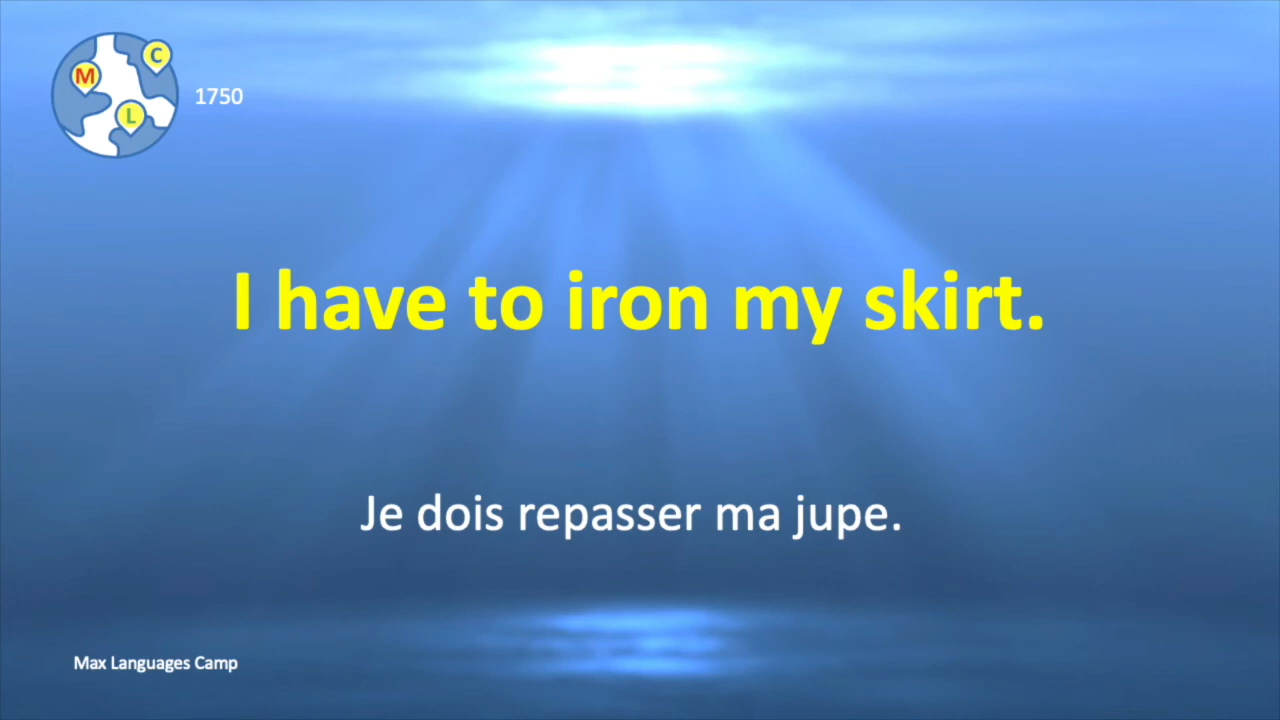 M
C
L
1750
I have to iron my skirt.
Je dois repasser ma jupe.
Max Languages Camp